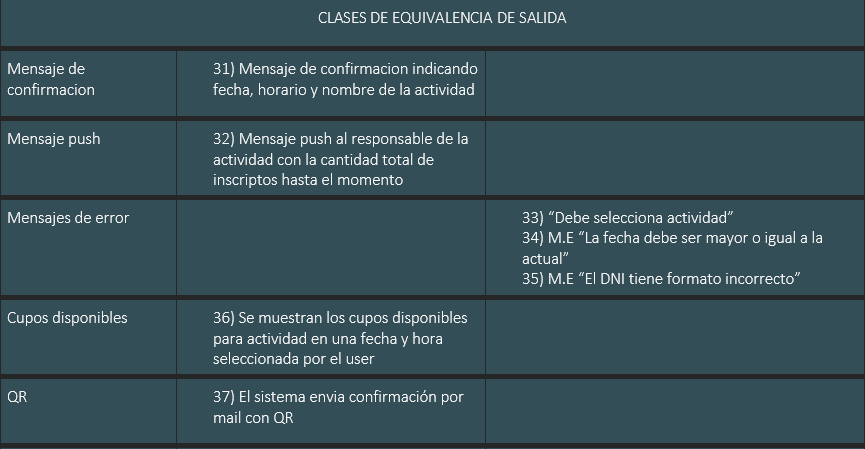 CLASES DE EQUIVALENCIA DE SALIDA
Mensaje de
confirmacion
31) Mensaje de confirmacion indicando
fecha, horario y nombre de la actividad
Mensaje push
32) Mensaje push al responsable de la
actividad con la cantidad total de
inscriptos hasta el momento
Mensajes de error
33) “Debe selecciona actividad”
34) M.E “La fecha debe ser mayor o igual a la
actual”
35) M.E “El DNI tiene formato incorrecto”
Cupos disponibles
36) Se muestran los cupos disponibles
para actividad en una fecha y hora
seleccionada por el user
QR
37) El sistema envia confirmación por
mail con QR